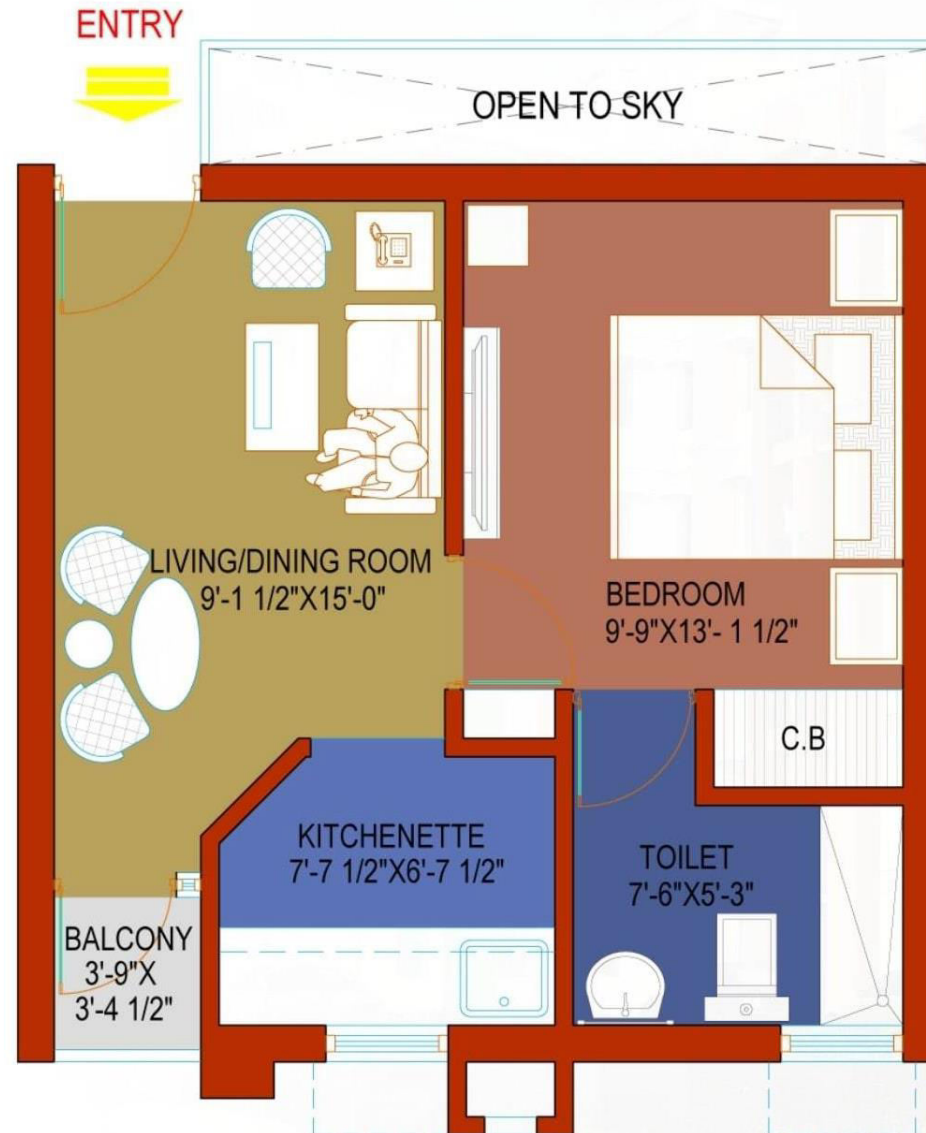 ENTRY
OPEN TO SKY
LIVING/DINING ROOM
9'-1 1/2"X15'-0"
BEDROOM
9'-9"X13'- 1 1/2"
C.B
KITCHENETTE
7'-7 1/2"X6'-7 1/2"
TOILET
7'-6"X5'-3"
BALCONY
3'-9"X
3'-4 1/2"